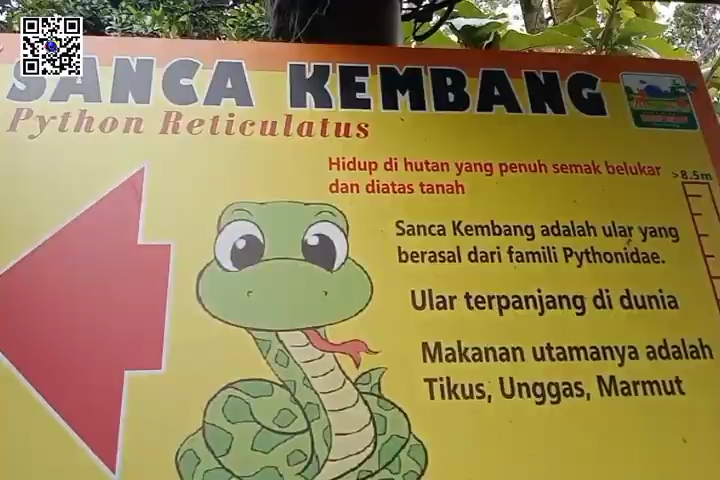 SANCA KEMBANG
Python Reticulatus
Hidup di hutan yang penuh semak belukar
dan diatas tanah
>8.5m
Sanca Kembang adalah ular yang
berasal dari famili Pythonidae.
Ular terpanjang di dunia
Makanan utamanya adalah
Tikus, Unggas, Marmut